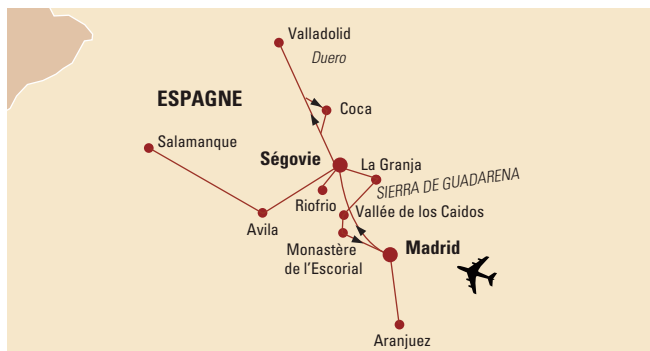 Valladolid
Duero
ESPAGNE
Coca
Salamanque
Ségovie
La Granja
SIERRA DE GUADARENA
Riofrio
Vallée de los Caidos
Avila
Monastère
de l'Escorial
Madrid
Aranjuez